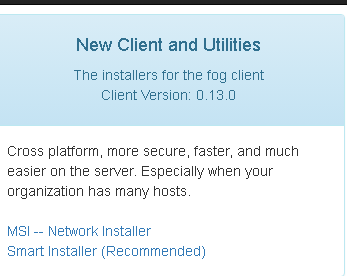 New Client and Utilities
The installers for the fog client
Client Version: 0.13.0
Cross platform, more secure, faster, and much
easier on the server. Especially when your
organization has many hosts.
MSI -- Network Installer
Smart Installer (Recommended)